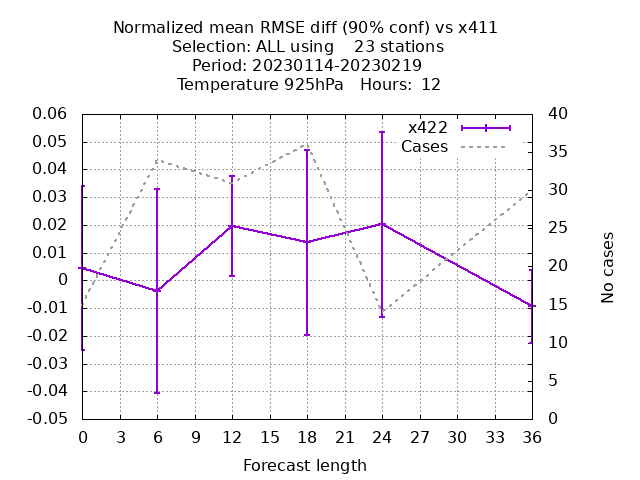 Normalized mean RMSE diff (90% conf) vs x411
Selection: ALL using    23 stations
Period: 20230114-20230219
Temperature 925hPa   Hours:  12
x422
Cases
0.06
0.05
0.04
0.03
0.02
0.01
0
-0.01
-0.02
-0.03
-0.04
-0.05
40
35
30
25
20
15
10
5
0
No cases
0 3 6 9 12 15 18 21 24 27 30 33 36
Forecast length